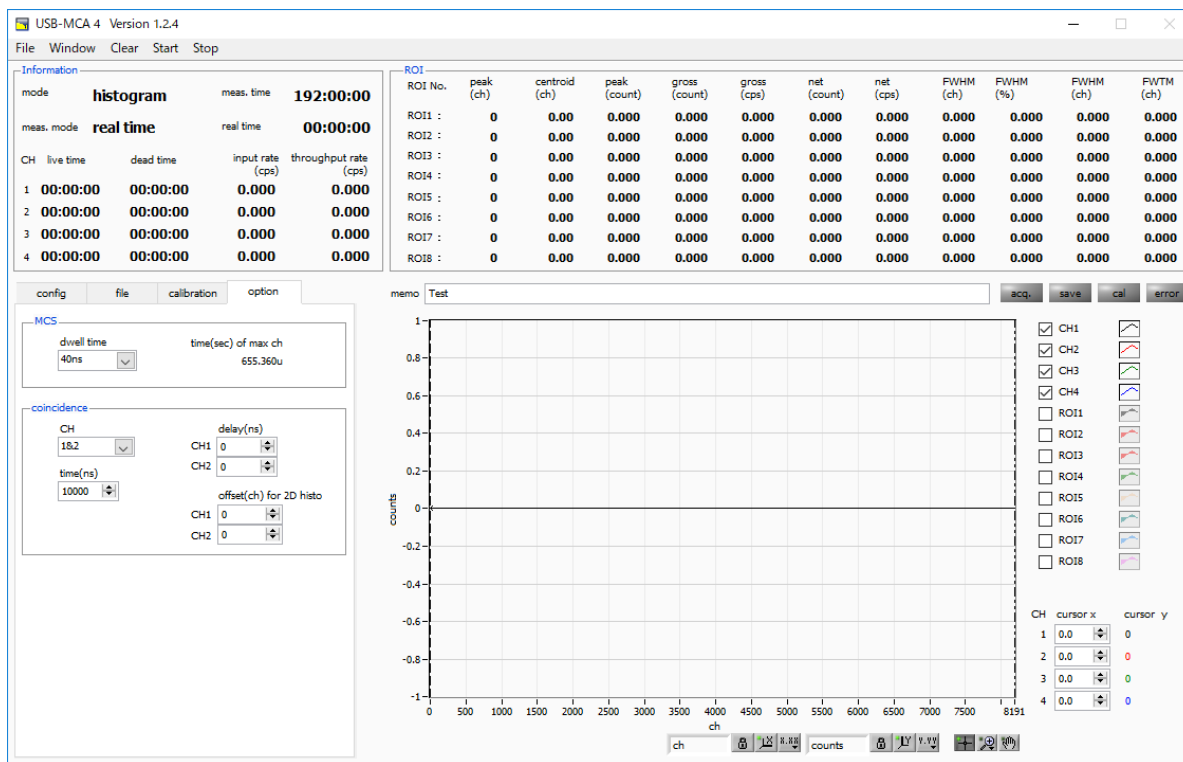 USB-MCA 4 Version 1.2.4
File Window Clear Start Stop
Information
mode histogram meas. time 192:00:00
meas. mode real time real time 00:00:00
CH live time dead time input rate (cps) throughput rate (cps)
1 00:00:00 00:00:00 0.000 0.000
2 00:00:00 00:00:00 0.000 0.000
3 00:00:00 00:00:00 0.000 0.000
4 00:00:00 00:00:00 0.000 0.000
ROI
ROI No. peak (ch) centroid (ch) peak (count) gross (count) gross (cps) net (count) net (cps) FWHM (ch) FWHM (%) FWHM (ch) FWTM (ch)
ROI1 : 0 0.00 0.000 0.000 0.000 0.000 0.000 0.000 0.000 0.000 0.000
ROI2 : 0 0.00 0.000 0.000 0.000 0.000 0.000 0.000 0.000 0.000 0.000
ROI3 : 0 0.00 0.000 0.000 0.000 0.000 0.000 0.000 0.000 0.000 0.000
ROI4 : 0 0.00 0.000 0.000 0.000 0.000 0.000 0.000 0.000 0.000 0.000
ROI5 : 0 0.00 0.000 0.000 0.000 0.000 0.000 0.000 0.000 0.000 0.000
ROI6 : 0 0.00 0.000 0.000 0.000 0.000 0.000 0.000 0.000 0.000 0.000
ROI7 : 0 0.00 0.000 0.000 0.000 0.000 0.000 0.000 0.000 0.000 0.000
ROI8 : 0 0.00 0.000 0.000 0.000 0.000 0.000 0.000 0.000 0.000 0.000
config file calibration option
MCS
dwell time time(sec) of max ch
40ns 655.360u
coincidence
CH delay(ns)
1&2 CH1 0
CH2 0
time(ns)
10000
offset(ch) for 2D histo
CH1 0
CH2 0
memo Test acq. save cal error
1
0.8
0.6
0.4
0.2
0
-0.2
-0.4
-0.6
-0.8
-1
counts
0 500 1000 1500 2000 2500 3000 3500 4000 4500 5000 5500 6000 6500 7000 7500 8191
ch
ch X.XX counts Y.YY
CH1
CH2
CH3
CH4
ROI1
ROI2
ROI3
ROI4
ROI5
ROI6
ROI7
ROI8
CH cursor x cursor y
1 0.0 0
2 0.0 0
3 0.0 0
4 0.0 0